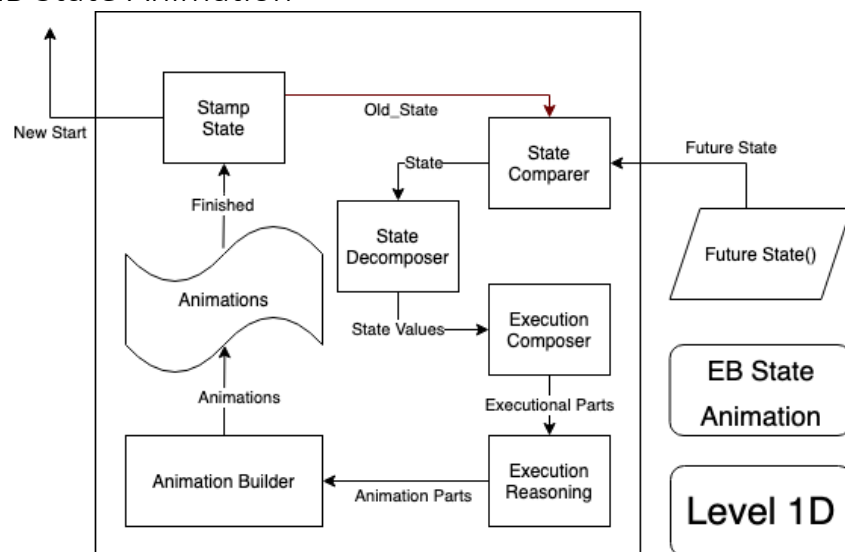 EB State Animation
Stamp
State
Old_State
New Start
State
Comparer
Future State
State
Finished
State
Decomposer
Future State()
Animations
State Values
Execution
Composer
EB State
Animation
Animations
Executional Parts
Animation Builder
Animation Parts
Execution
Reasoning
Level 1D